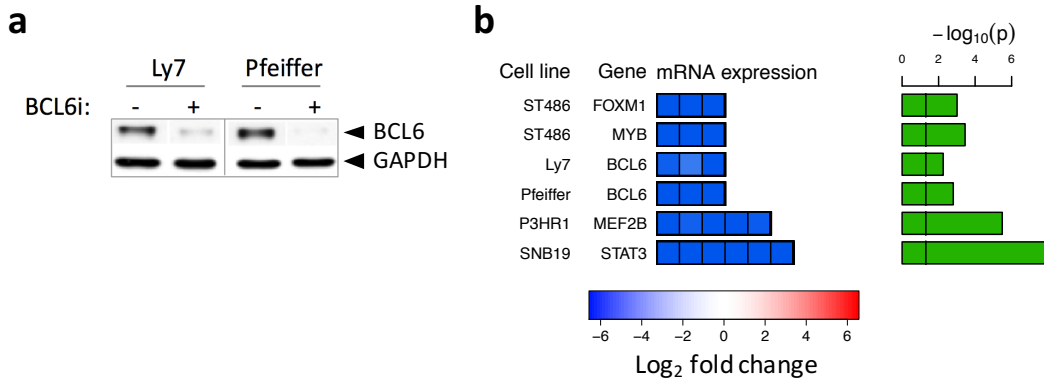 a
Ly7 Pfeiffer
BCL6i: - + - +
BCL6
GAPDH
b
− log10(p)
Cell line Gene mRNA expression
0 2 4 6
ST486 FOXM1
ST486 MYB
Ly7 BCL6
Pfeiffer BCL6
P3HR1 MEF2B
SNB19 STAT3
−6 −4 −2 0 2 4 6
Log2 fold change